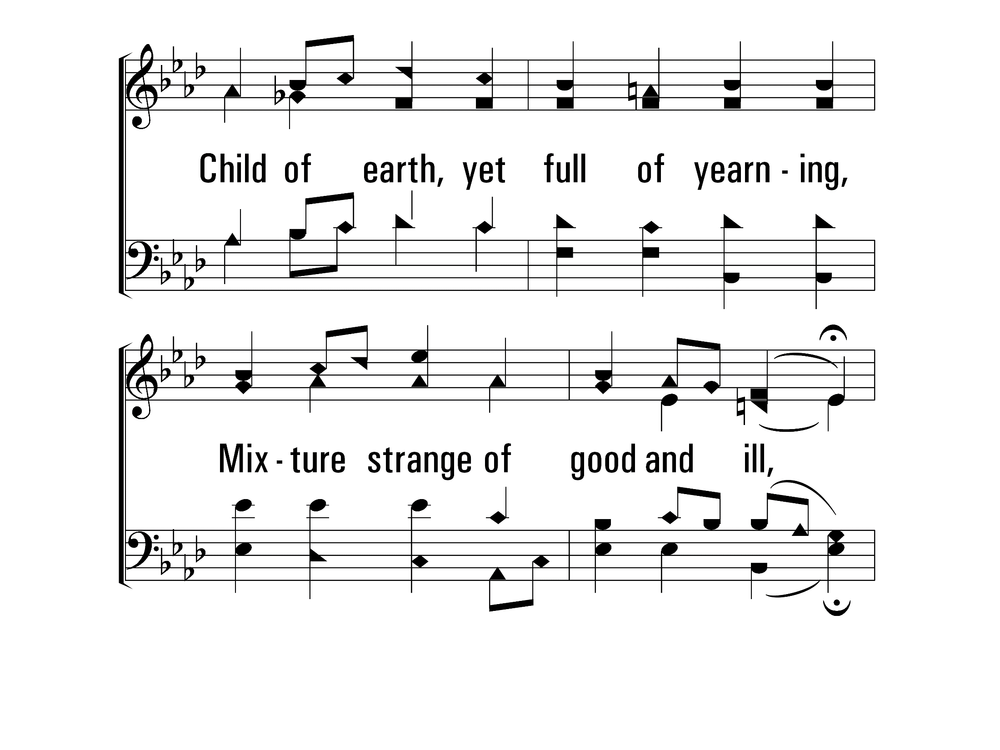 Child of earth, yet full of yearn - ing,
Mix - ture strange of good and ill,